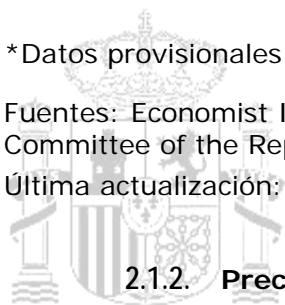 *Datos provisionales
Fuentes: Economist I
Committee of the Rep
Última actualización:
2.1.2. Prec